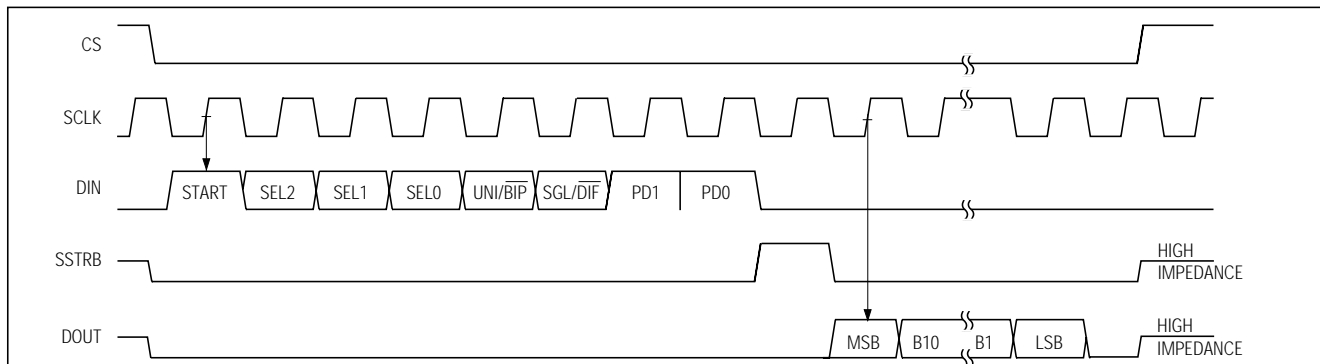 CS
SCLK
DIN
START SEL2 SEL1 SEL0 UNI/BIP SGL/DIF PD1 PD0
SSTRB
HIGH
IMPEDANCE
DOUT
MSB B10 B1 LSB
HIGH
IMPEDANCE